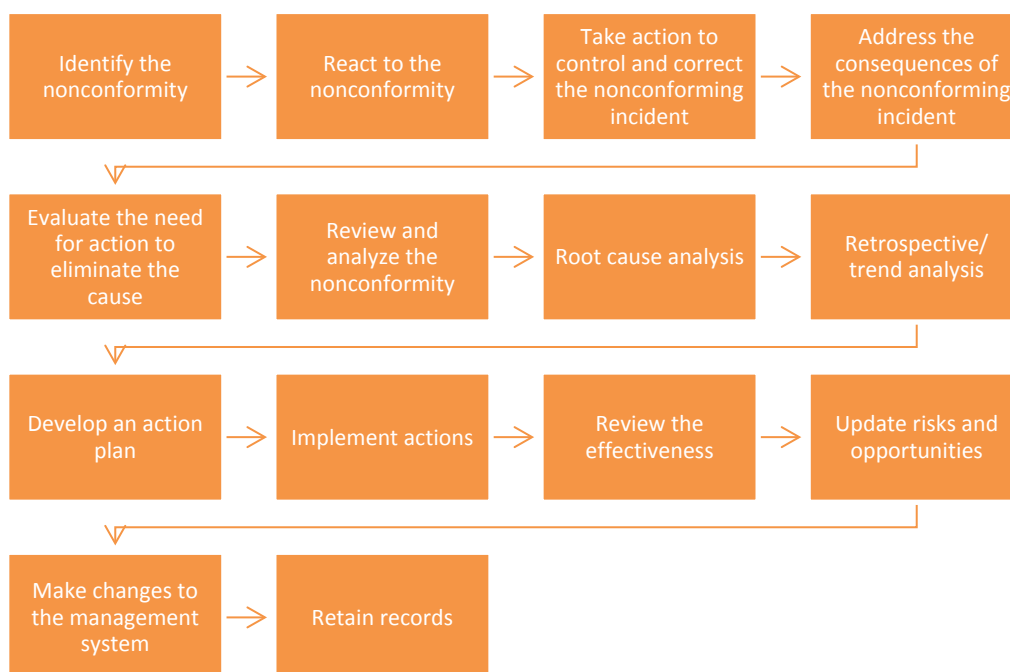 Identify the
nonconformity
React to the
nonconformity
Take action to
control and correct
the nonconforming
incident
Address the
consequences of
the nonconforming
incident
Evaluate the need
for action to
eliminate the
cause
Review and
analyze the
nonconformity
Root cause analysis
Retrospective/
trend analysis
Develop an action
plan
Implement actions
Review the
effectiveness
Update risks and
opportunities
Make changes to
the management
system
Retain records